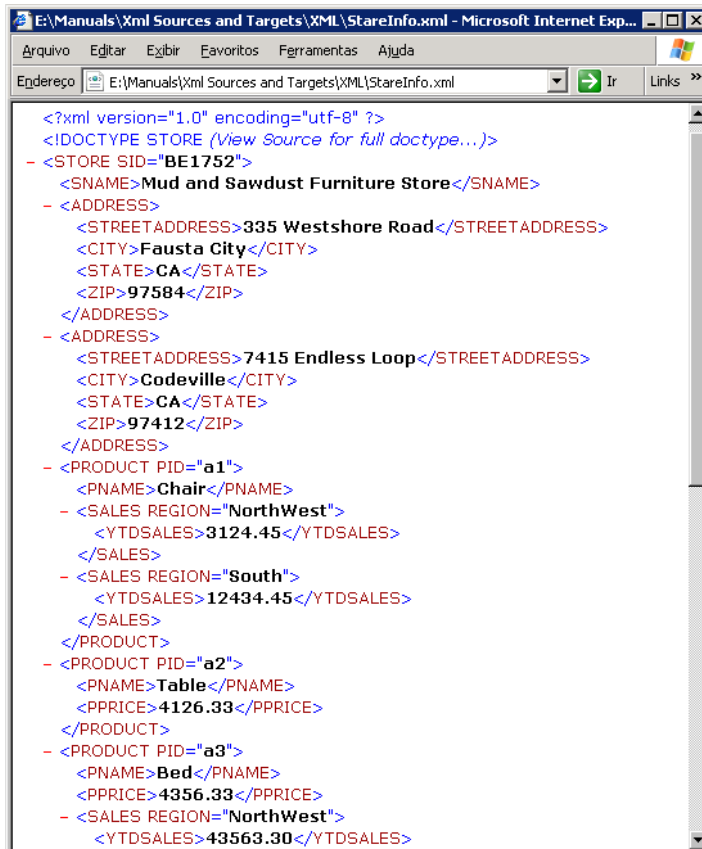 E:\Manuals\Xml Sources and Targets\XML\StareInfo.xml - Microsoft Internet Exp...
Arquivo Editar Exibir Favoritos Ferramentas Ajuda
Endereço E:\Manuals\Xml Sources and Targets\XML\StareInfo.xml Ir Links »
<?xml version="1.0" encoding="utf-8" ?>
<!DOCTYPE STORE (View Source for full doctype...)>
- <STORE SID="BE1752">
<SNAME>Mud and Sawdust Furniture Store</SNAME>
- <ADDRESS>
<STREETADDRESS>335 Westshore Road</STREETADDRESS>
<CITY>Fausta City</CITY>
<STATE>CA</STATE>
<ZIP>97584</ZIP>
</ADDRESS>
- <ADDRESS>
<STREETADDRESS>7415 Endless Loop</STREETADDRESS>
<CITY>Codeville</CITY>
<STATE>CA</STATE>
<ZIP>97412</ZIP>
</ADDRESS>
- <PRODUCT PID="a1">
<PNAME>Chair</PNAME>
- <SALES REGION="NorthWest">
<YTDSALES>3124.45</YTDSALES>
</SALES>
- <SALES REGION="South">
<YTDSALES>12434.45</YTDSALES>
</SALES>
</PRODUCT>
- <PRODUCT PID="a2">
<PNAME>Table</PNAME>
<PPRICE>4126.33</PPRICE>
</PRODUCT>
- <PRODUCT PID="a3">
<PNAME>Bed</PNAME>
<PPRICE>4356.33</PPRICE>
- <SALES REGION="NorthWest">
<YTDSALES>43563.30</YTDSALES>